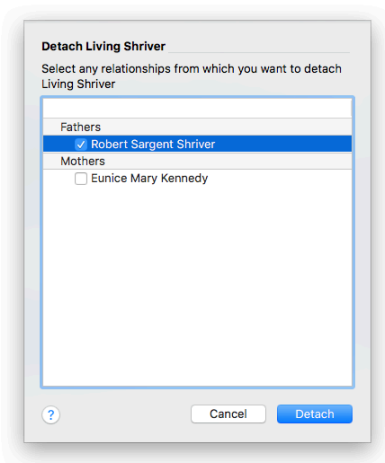 Detach Living Shriver
Select any relationships from which you want to detach
Living Shriver
Fathers
Robert Sargent Shriver
Mothers
Eunice Mary Kennedy
?
Cancel
Detach